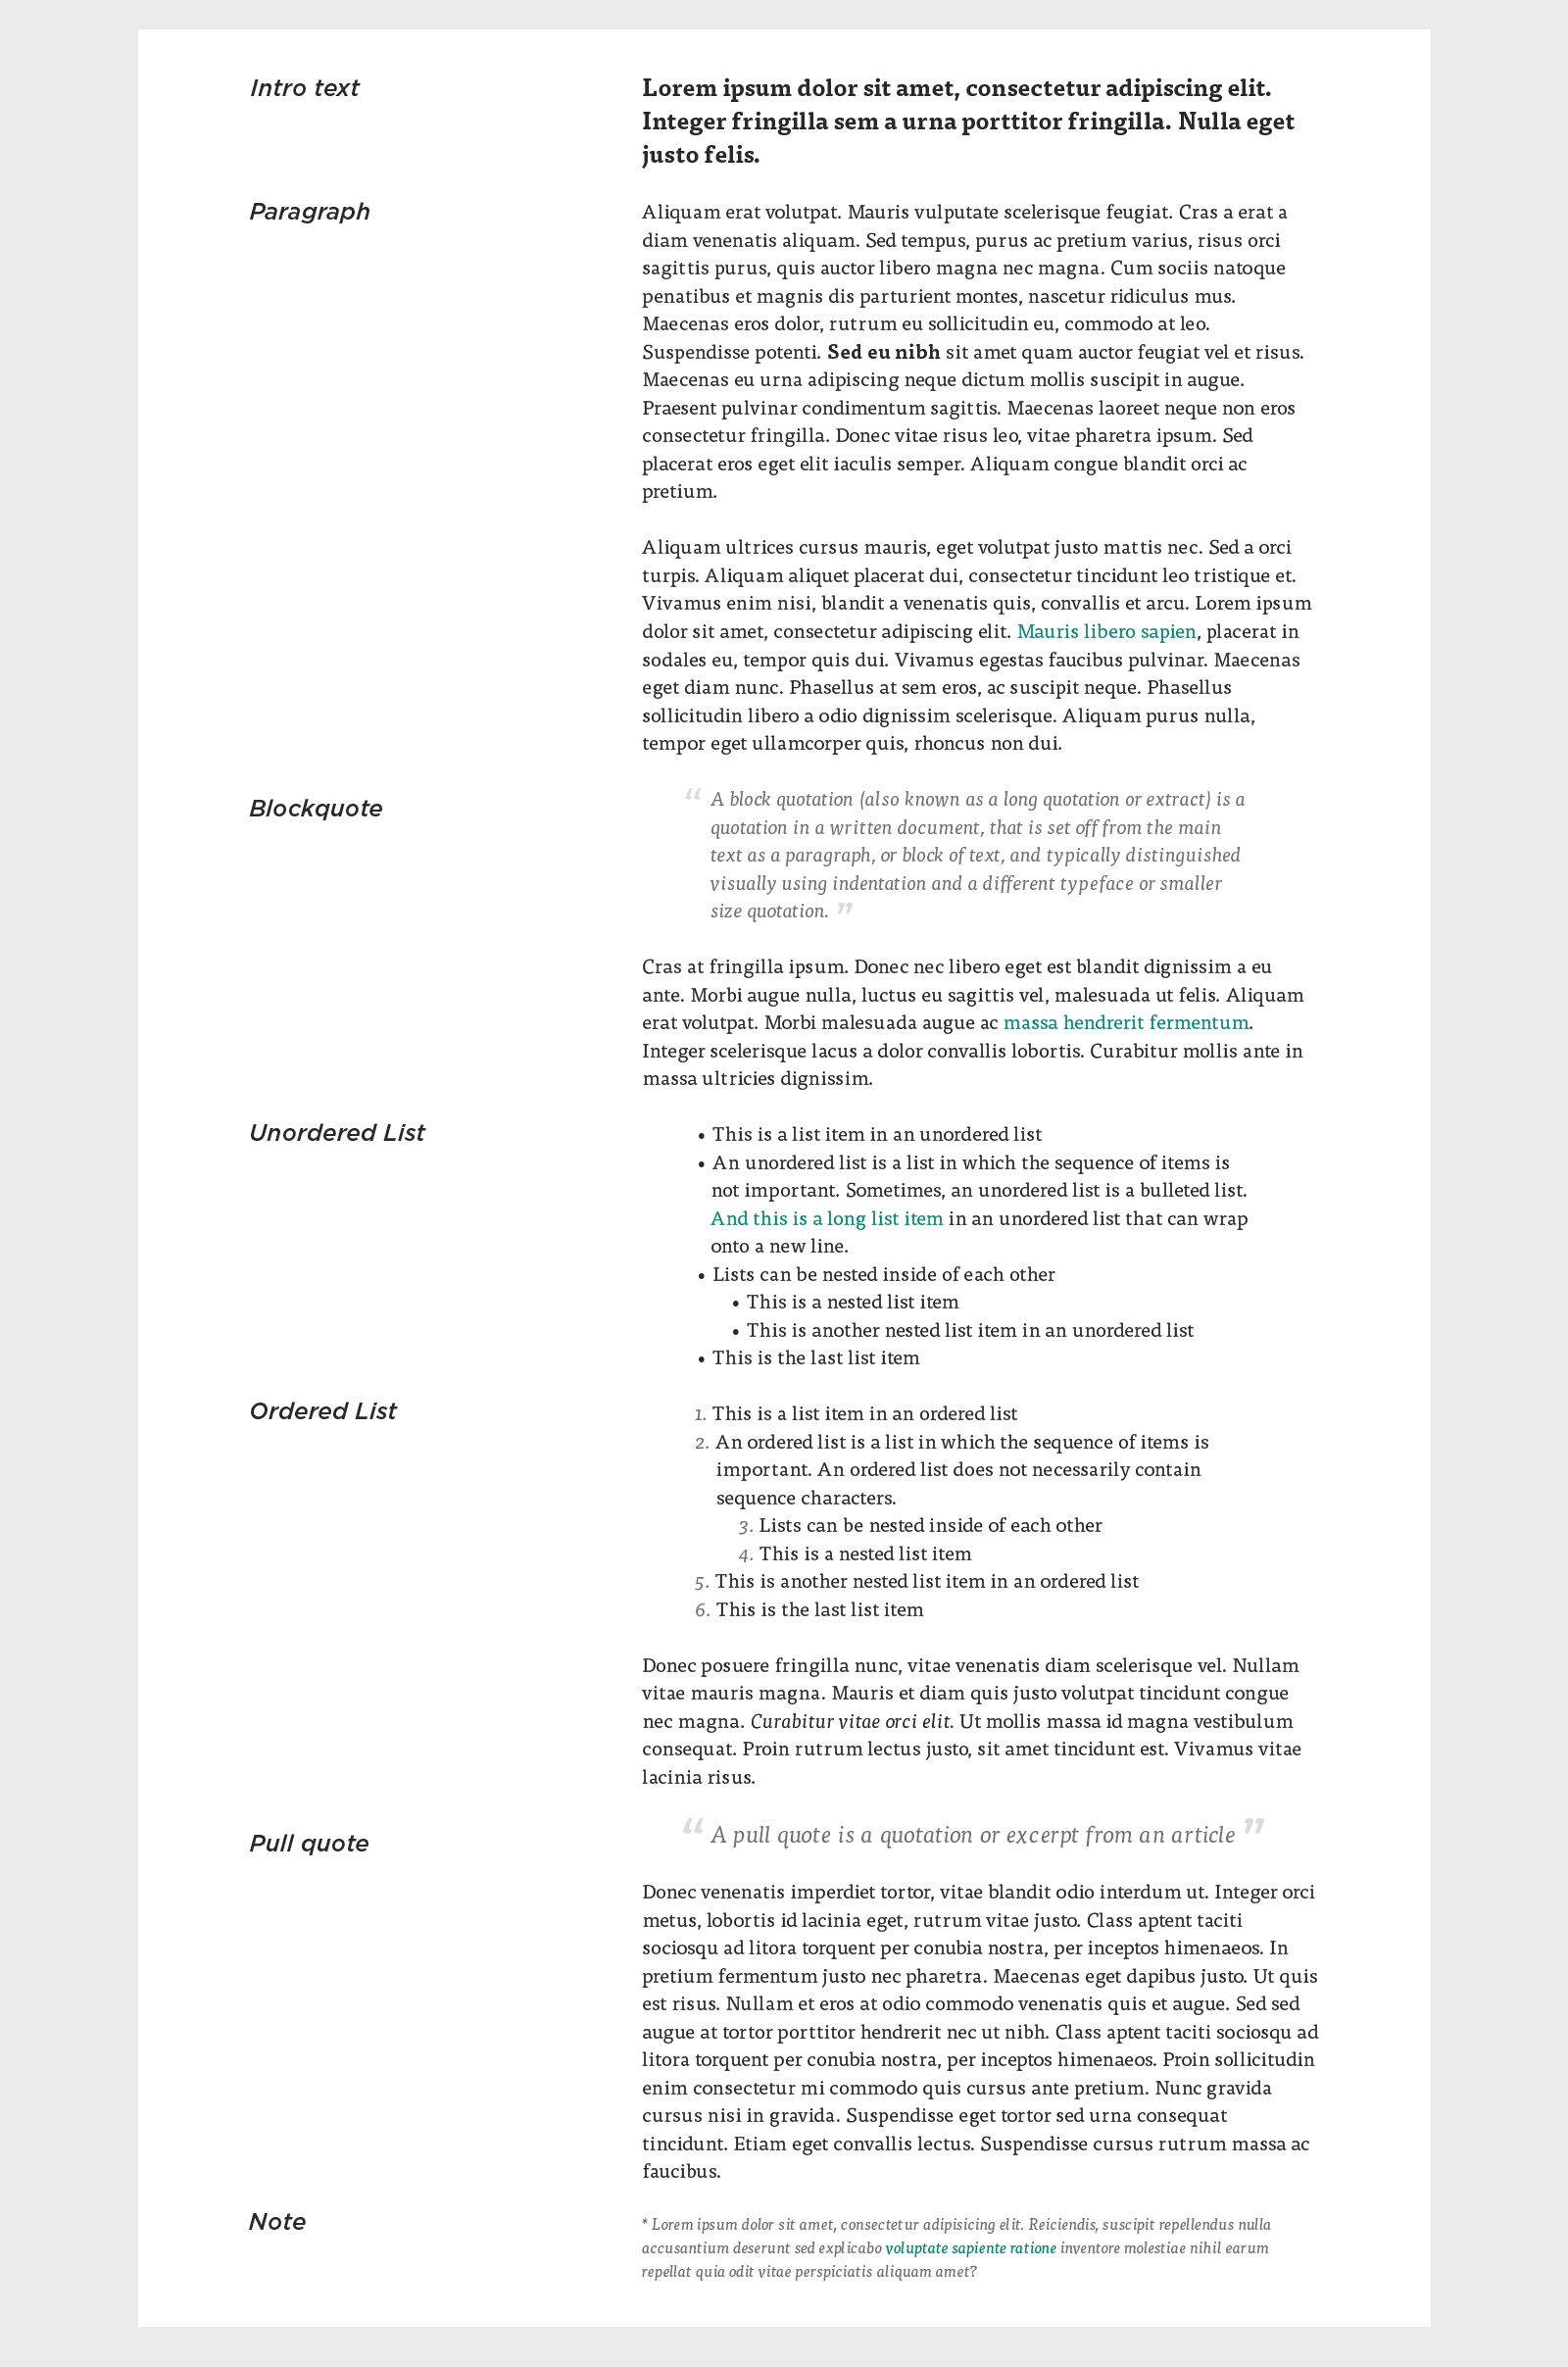 Intro text
Lorem ipsum dolor sit amet, consectetur adipiscing elit.
Integer fringilla sem a urna porttitor fringilla. Nulla eget
justo felis.
Paragraph
Aliquam erat volutpat. Mauris vulputate scelerisque feugiat. Cras a erat a
diam venenatis aliquam. Sed tempus, purus ac pretium varius, risus orci
sagittis purus, quis auctor libero magna nec magna. Cum sociis natoque
penatibus et magnis dis parturient montes, nascetur ridiculus mus.
Maecenas eros dolor, rutrum eu sollicitudin eu, commodo at leo.
Suspendisse potenti. Sed eu nibh sit amet quam auctor feugiat vel et risus.
Maecenas eu urna adipiscing neque dictum mollis suscipit in augue.
Praesent pulvinar condimentum sagittis. Maecenas laoreet neque non eros
consectetur fringilla. Donec vitae risus leo, vitae pharetra ipsum. Sed
placerat eros eget elit iaculis semper. Aliquam congue blandit orci ac
pretium.
Aliquam ultrices cursus mauris, eget volutpat justo mattis nec. Sed a orci
turpis. Aliquam aliquet placerat dui, consectetur tincidunt leo tristique et.
Vivamus enim nisi, blandit a venenatis quis, convallis et arcu. Lorem ipsum
dolor sit amet, consectetur adipiscing elit. Mauris libero sapien, placerat in
sodales eu, tempor quis dui. Vivamus egestas faucibus pulvinar. Maecenas
eget diam nunc. Phasellus at sem eros, ac suscipit neque. Phasellus
sollicitudin libero a odio dignissim scelerisque. Aliquam purus nulla,
tempor eget ullamcorper quis, rhoncus non dui.
Blockquote
“ A block quotation (also known as a long quotation or extract) is a
quotation in a written document, that is set off from the main
text as a paragraph, or block of text, and typically distinguished
visually using indentation and a different typeface or smaller
size quotation. ”
Cras at fringilla ipsum. Donec nec libero eget est blandit dignissim a eu
ante. Morbi augue nulla, luctus eu sagittis vel, malesuada ut felis. Aliquam
erat volutpat. Morbi malesuada augue ac massa hendrerit fermentum.
Integer scelerisque lacus a dolor convallis lobortis. Curabitur mollis ante in
massa ultricies dignissim.
Unordered List
• This is a list item in an unordered list
• An unordered list is a list in which the sequence of items is
not important. Sometimes, an unordered list is a bulleted list.
And this is a long list item in an unordered list that can wrap
onto a new line.
• Lists can be nested inside of each other
• This is a nested list item
• This is another nested list item in an unordered list
• This is the last list item
Ordered List
1. This is a list item in an ordered list
2. An ordered list is a list in which the sequence of items is
important. An ordered list does not necessarily contain
sequence characters.
3. Lists can be nested inside of each other
4. This is a nested list item
5. This is another nested list item in an ordered list
6. This is the last list item
Donec posuere fringilla nunc, vitae venenatis diam scelerisque vel. Nullam
vitae mauris magna. Mauris et diam quis justo volutpat tincidunt congue
nec magna. Curabitur vitae orci elit. Ut mollis massa id magna vestibulum
consequat. Proin rutrum lectus justo, sit amet tincidunt est. Vivamus vitae
lacinia risus.
Pull quote
“ A pull quote is a quotation or excerpt from an article ”
Donec venenatis imperdiet tortor, vitae blandit odio interdum ut. Integer orci
metus, lobortis id lacinia eget, rutrum vitae justo. Class aptent taciti
sociosqu ad litora torquent per conubia nostra, per inceptos himenaeos. In
pretium fermentum justo nec pharetra. Maecenas eget dapibus justo. Ut quis
est risus. Nullam et eros at odio commodo venenatis quis et augue. Sed sed
augue at tortor porttitor hendrerit nec ut nibh. Class aptent taciti sociosqu ad
litora torquent per conubia nostra, per inceptos himenaeos. Proin sollicitudin
enim consectetur mi commodo quis cursus ante pretium. Nunc gravida
cursus nisi in gravida. Suspendisse eget tortor sed urna consequat
tincidunt. Etiam eget convallis lectus. Suspendisse cursus rutrum massa ac
faucibus.
Note
* Lorem ipsum dolor sit amet, consectetur adipisicing elit. Reiciendis, suscipit repellendus nulla
accusantium deserunt sed explicabo voluptate sapiente ratione inventore molestiae nihil earum
repellat quia odit vitae perspiciatis aliquam amet?